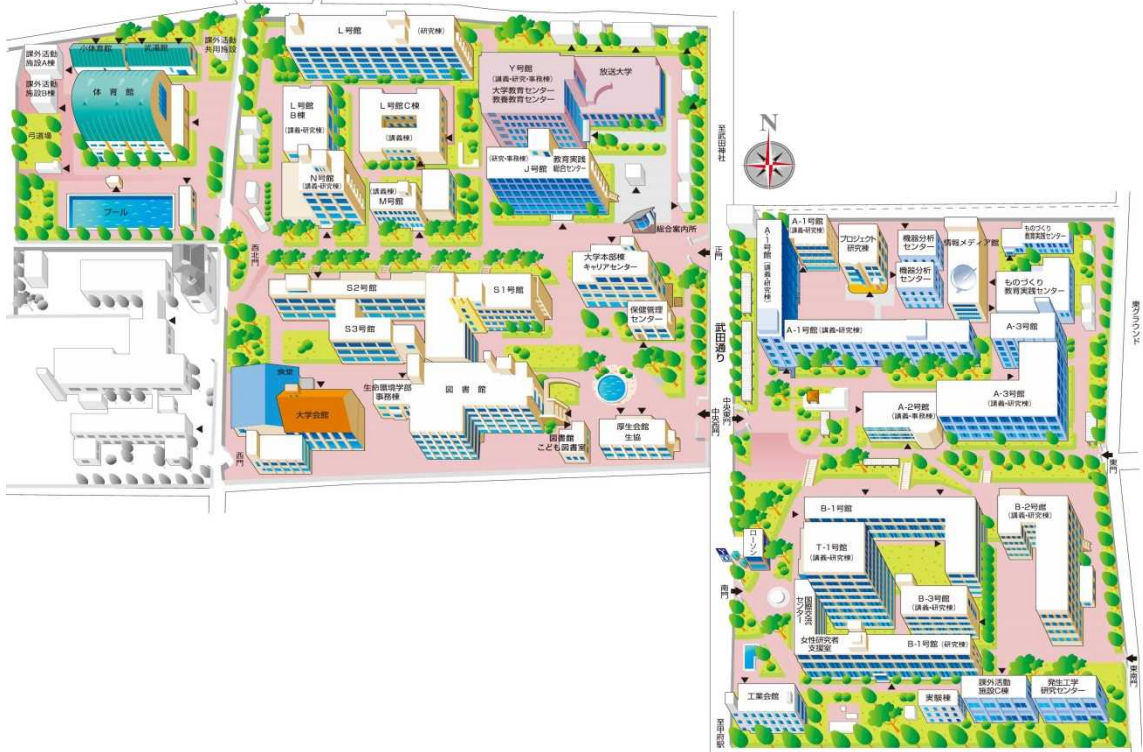 課外活動
施設A棟
小体育館
武道館
課外活動
共用施設
課外活動
施設B棟
体育館
弓道場
プール
L号館
(研究棟)
L号館
B棟
(講義・研究棟)
L号館C棟
(講義棟)
Y号館
(講義・研究・事務棟)
大学教育センター
教養教育センター
放送大学
N号館
(講義・研究棟)
(講義棟)
M号館
(研究・事務棟)
J号館
教育実践
総合センター
総合案内所
至武田神社
N
西北門
正門
大学本部棟
キャリアセンター
S2号館
S1号館
S3号館
保健管理
センター
武田通り
食堂
大学会館
生命環境学部
事務棟
図書館
図書館
こども図書室
厚生会館
生協
西門
中央西門
中央東門
A-1号館
(講義・研究棟)
A-1号館
(講義・研究棟)
プロジェクト
研究棟
機器分析
センター
機器分析
センター
情報メディア館
ものづくり
教育実践センター
ものづくり
教育実践センター
A-1号館(講義・研究棟)
A-3号館
A-3号館
(講義・研究棟)
A-2号館
(講義・事務棟)
東グラウンド
東門
B-1号館
B-2号館
(講義・研究棟)
T-1号館
(講義・研究棟)
ローソン
南門
国際交流
センター
B-3号館
(講義・研究棟)
女性研究者
支援室
B-1号館(研究棟)
東南門
工業会館
実験棟
課外活動
施設C棟
発生工学
研究センター
至甲府駅